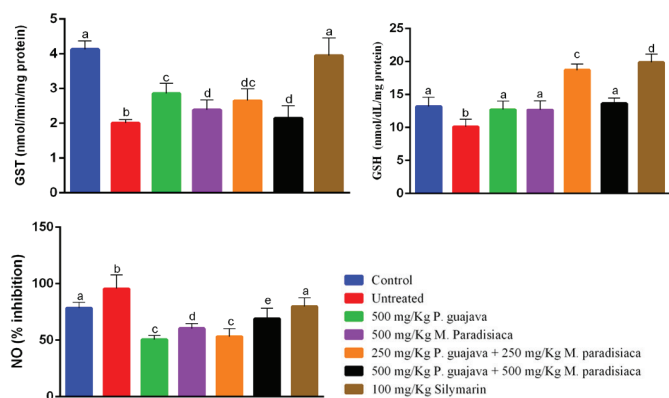 GST (nmol/min/mg protein)
5
4
3
2
1
0
a
b
c
d
dc
d
a
GSH (nmol/dL/mg protein)
25
20
15
10
5
0
a
b
a
a
c
a
d
NO (% inhibition)
150
100
50
0
a
b
c
d
c
e
a
Control
Untreated
500 mg/Kg P. guajava
500 mg/Kg M. Paradisiaca
250 mg/Kg P. guajava + 250 mg/Kg M. paradisiaca
500 mg/Kg P. guajava + 500 mg/Kg M. paradisiaca
100 mg/Kg Silymarin